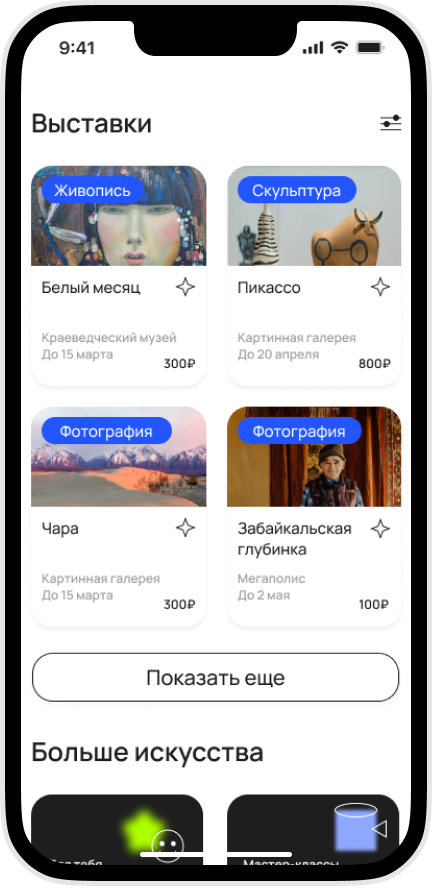 9:41
Выставки
Живопись
Скульптура
Белый месяц
Пикассо
Краеведческий музей
До 15 марта
300₽
Картинная галерея
До 20 апреля
800₽
Фотография
Фотография
Чара
Забайкальская
глубинка
Картинная галерея
До 15 марта
300₽
Мегаполис
До 2 мая
100₽
Показать еще
Больше искусства
тебя
Мастер-классы